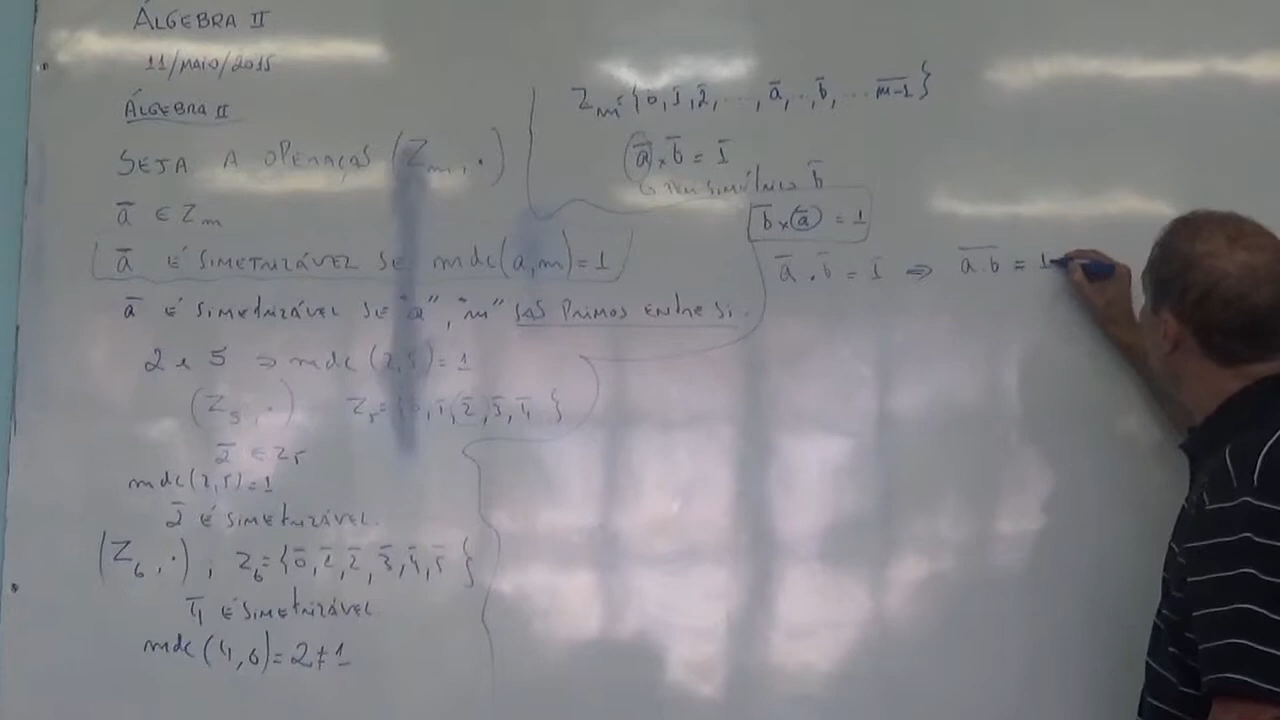 ÁLGEBRA II
11/MAIO/2015
ÁLGEBRA II
SEJA A OPERAÇÃO (Zm, ·)
ā ∈ Zm
ā É SIMETRIZÁVEL SE mdc(a,m)=1
ā É SIMETRIZÁVEL SE "a", "m" SÃO PRIMOS ENTRE SI.
2 e 5 ⇒ mdc(2,5)=1
(Z5, ·) Z5={0̄,1̄,2̄,3̄,4̄}
2̄ ∈ Z5
mdc(2,5)=1
2̄ É SIMETRIZÁVEL.
(Z6, ·), Z6={0̄,1̄,2̄,3̄,4̄,5̄}
4̄ É SIMETRIZÁVEL
mdc(4,6)=2≠1
Zm={0̄,1̄,2̄,...,ā,..,b̄,...m-1}
ā×b̄=1̄
b̄
b̄×ā=1
ā·b̄=1̄ ⇒ a·b=1